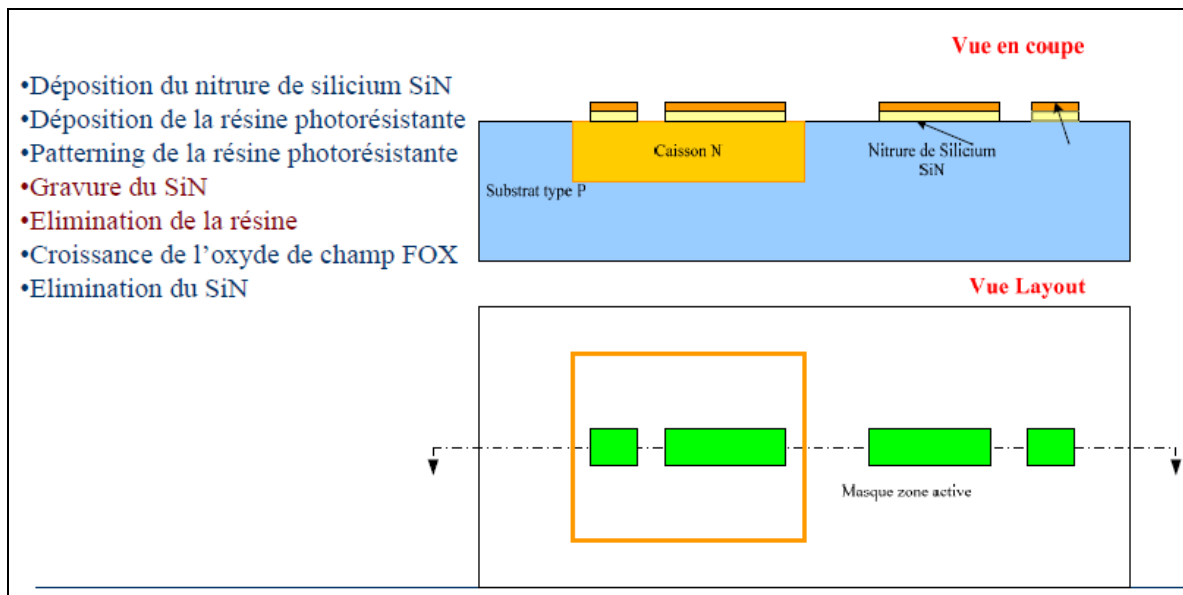 Vue en coupe
•Déposition du nitrure de silicium SiN
•Déposition de la résine photorésistante
•Patterning de la résine photorésistante
•Gravure du SiN
•Elimination de la résine
•Croissance de l'oxyde de champ FOX
•Elimination du SiN
Caisson N
Nitrure de Silicium
SiN
Substrat type P
Vue Layout
Masque zone active